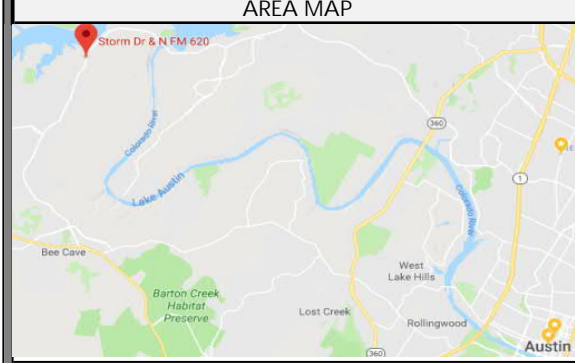 AREA MAP
Storm Dr & N FM 620
Colorado River
360
Lake Austin
1
Colorado River
Bee Cave
West
Lake Hills
Barton Creek
Habitat
Preserve
Lost Creek
Rollingwood
360
Austin